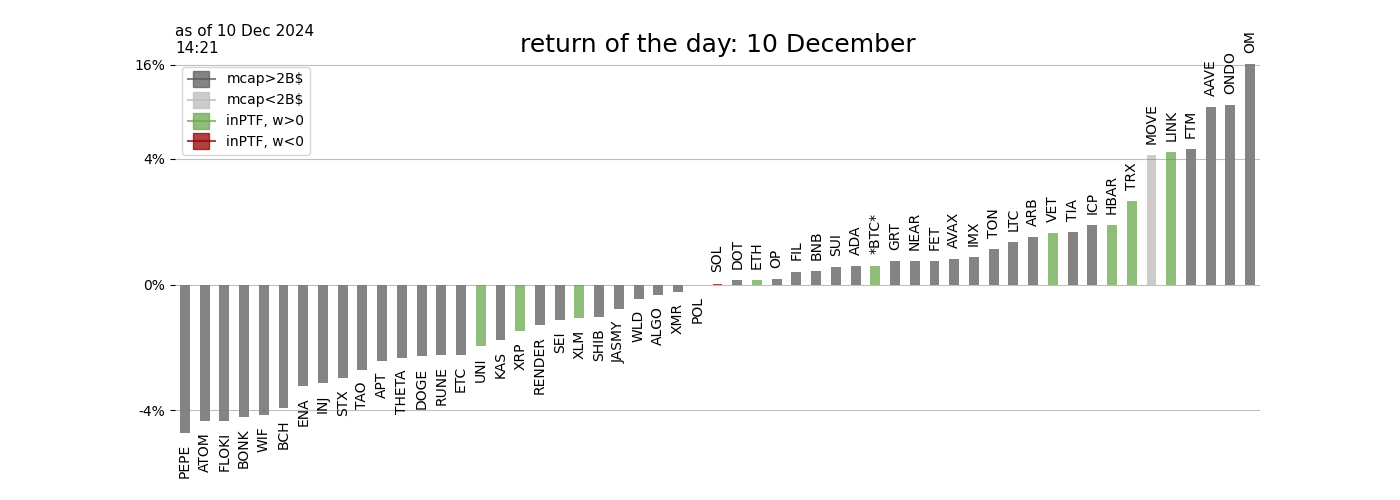 as of 10 Dec 2024
14:21
return of the day: 10 December
16%
4%
0%
-4%
mcap>2B$
mcap<2B$
inPTF, w>0
inPTF, w<0
PEPE
ATOM
FLOKI
BONK
WIF
BCH
ENA
INJ
STX
TAO
APT
THETA
DOGE
RUNE
ETC
UNI
KAS
XRP
RENDER
SEI
XLM
SHIB
JASMY
WLD
ALGO
XMR
POL
SOL
DOT
ETH
OP
FIL
BNB
SUI
ADA
*BTC*
GRT
NEAR
FET
AVAX
IMX
TON
LTC
ARB
VET
TIA
ICP
HBAR
TRX
MOVE
LINK
FTM
AAVE
ONDO
OM